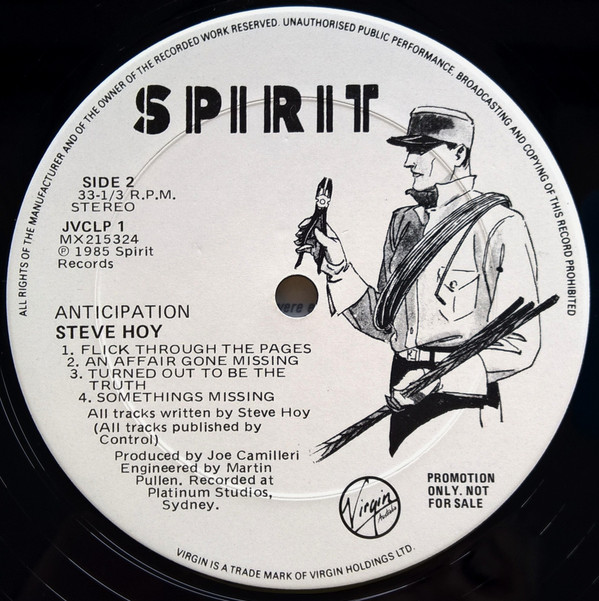 ALL RIGHTS OF THE MANUFACTURER AND OF THE OWNER OF THE RECORDED WORK RESERVED. UNAUTHORISED PUBLIC PERFORMANCE, BROADCASTING AND COPYING OF THIS RECORD PROHIBITED
SPIRIT
SIDE 2
33-1/3 R.P.M.
STEREO
JVCLP 1
MX215324
℗ 1985 Spirit
Records
ANTICIPATION
STEVE HOY
1. FLICK THROUGH THE PAGES
2. AN AFFAIR GONE MISSING
3. TURNED OUT TO BE THE
TRUTH
4. SOMETHINGS MISSING
All tracks written by Steve Hoy
(All tracks published by
Control)
Produced by Joe Camilleri
Engineered by Martin
Pullen. Recorded at
Platinum Studios,
Sydney.
Virgin
Australia
PROMOTION
ONLY. NOT
FOR SALE
VIRGIN IS A TRADE MARK OF VIRGIN HOLDINGS LTD.